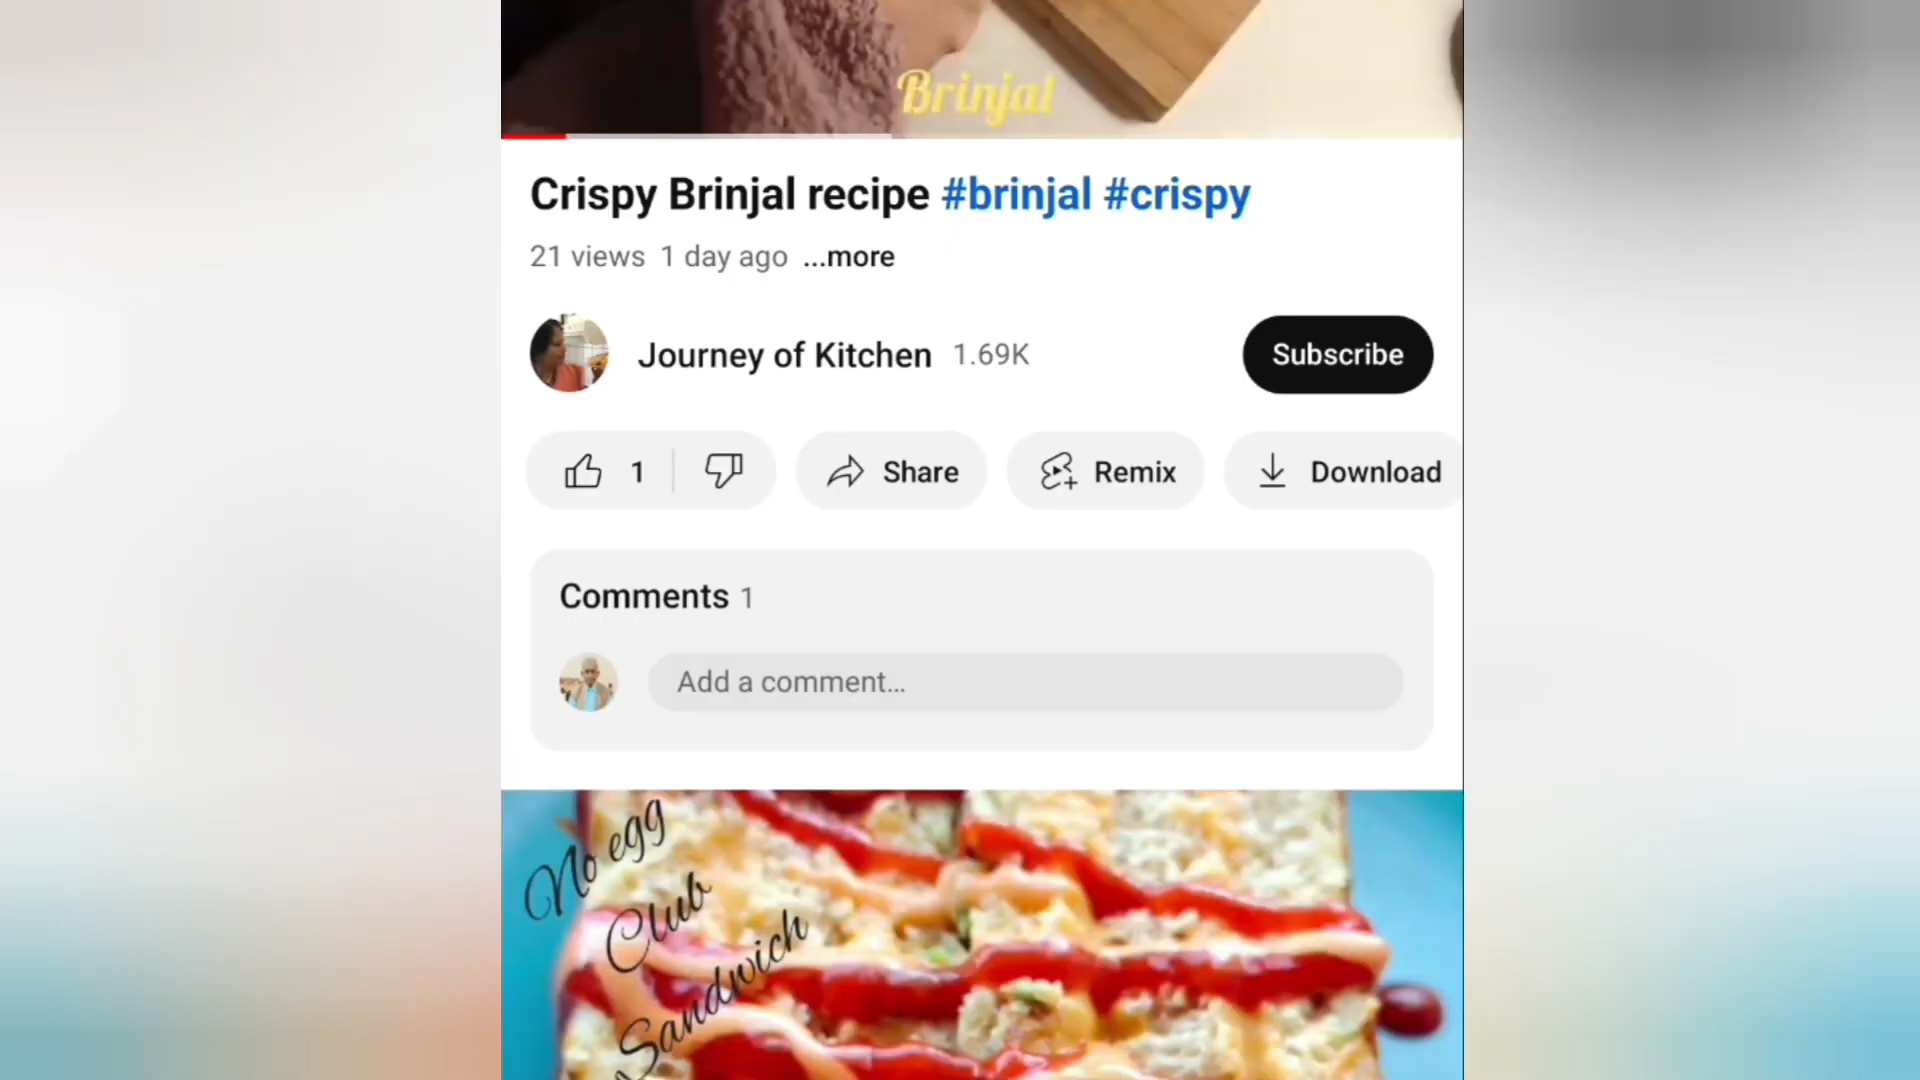 Brinjal
Crispy Brinjal recipe #brinjal #crispy
21 views 1 day ago ...more
Journey of Kitchen 1.69K
Subscribe
1
Share
Remix
Download
Comments 1
Add a comment...
No egg
Club
Sandwich